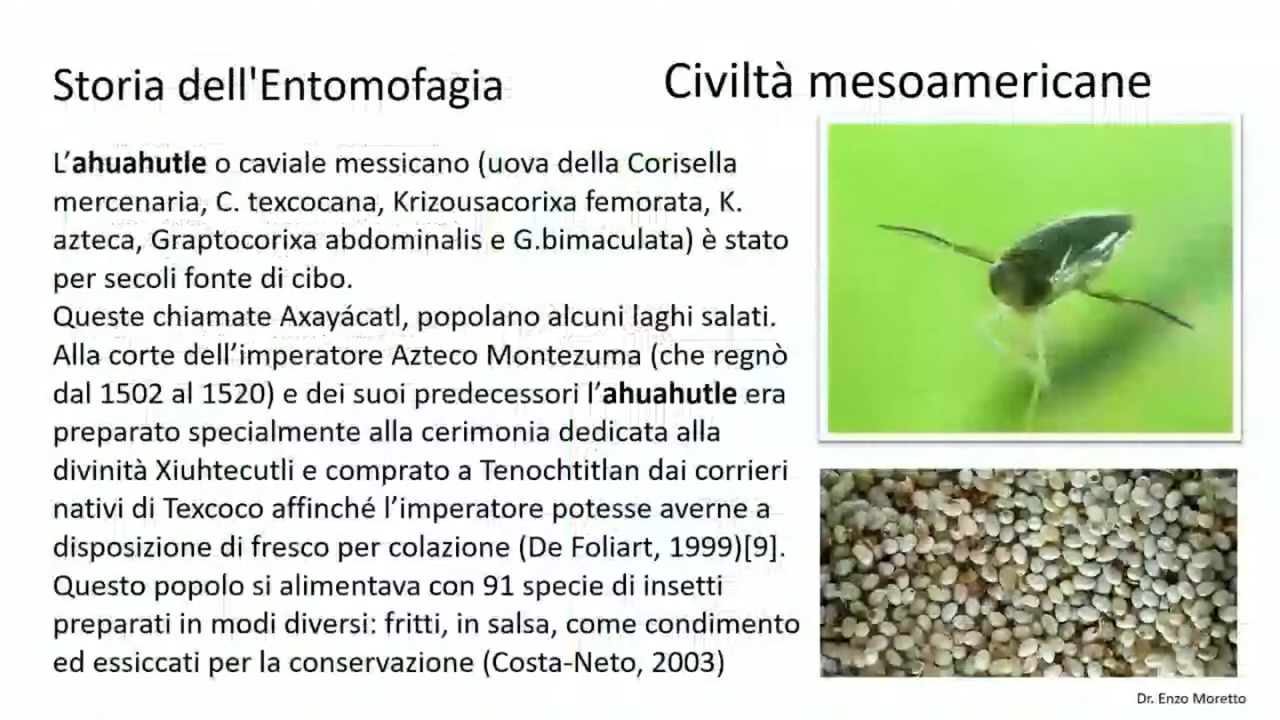 Storia dell'Entomofagia
Civiltà mesoamericane
L’ahuahutle o caviale messicano (uova della Corisella
mercenaria, C. texcocana, Krizousacorixa femorata, K.
azteca, Graptocorixa abdominalis e G.bimaculata) è stato
per secoli fonte di cibo.
Queste chiamate Axayácatl, popolano alcuni laghi salati.
Alla corte dell’imperatore Azteco Montezuma (che regnò
dal 1502 al 1520) e dei suoi predecessori l’ahuahutle era
preparato specialmente alla cerimonia dedicata alla
divinità Xiuhtecutli e comprato a Tenochtitlan dai corrieri
nativi di Texcoco affinché l’imperatore potesse averne a
disposizione di fresco per colazione (De Foliart, 1999)[9].
Questo popolo si alimentava con 91 specie di insetti
preparati in modi diversi: fritti, in salsa, come condimento
ed essiccati per la conservazione (Costa-Neto, 2003)
Dr. Enzo Moretto